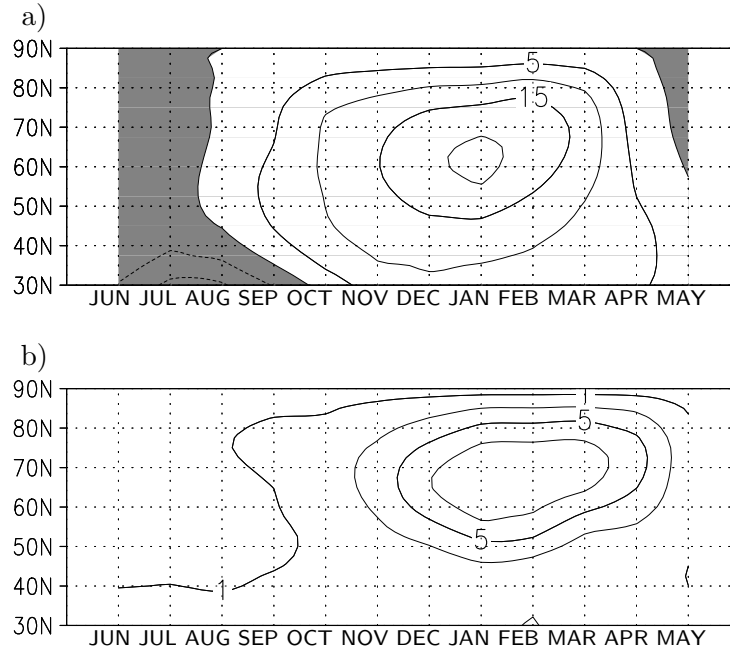 a)
90N
5
80N
15
70N
60N
50N
40N
30N
JUN JUL AUG SEP OCT NOV DEC JAN FEB MAR APR MAY
b)
90N
1
80N
5
70N
60N
50N
5
40N
1
30N
JUN JUL AUG SEP OCT NOV DEC JAN FEB MAR APR MAY